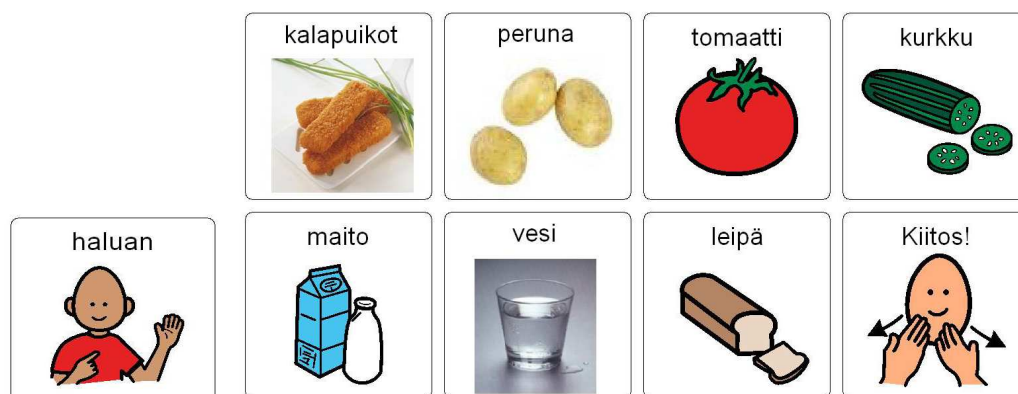 kalapuikot
peruna
tomaatti
kurkku
haluan
maito
vesi
leipä
Kiitos!